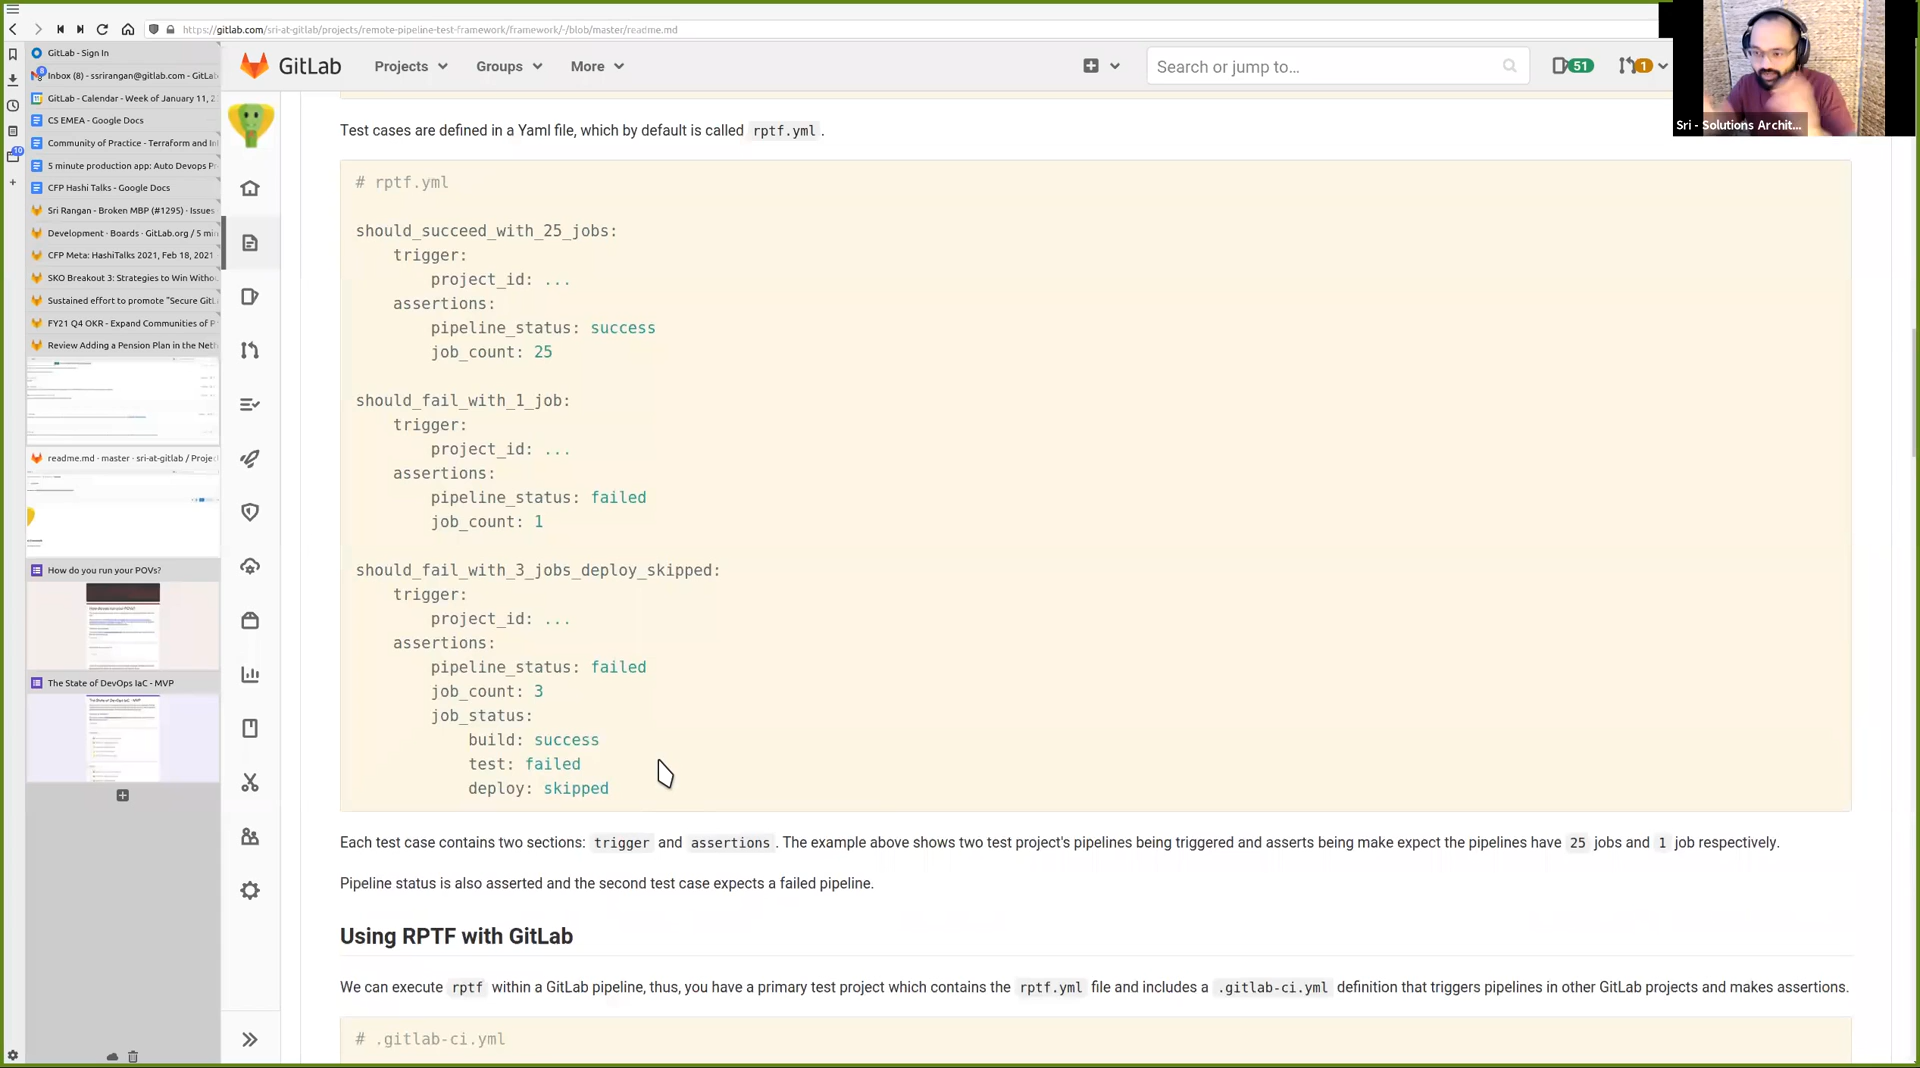 https://gitlab.com/sri-at-gitlab/projects/remote-pipeline-test-framework/framework/-/blob/master/readme.md
GitLab - Sign In
Inbox (8) - ssrirangan@gitlab.com - GitLa
GitLab - Calendar - Week of January 11, 2
CS EMEA - Google Docs
Community of Practice - Terraform and In
5 minute production app: Auto Devops P
CFP Hashi Talks - Google Docs
Sri Rangan - Broken MBP (#1295) · Issues
Development · Boards · GitLab.org / 5 min
CFP Meta: HashiTalks 2021, Feb 18, 2021
SKO Breakout 3: Strategies to Win Witho
Sustained effort to promote "Secure GitL
FY21 Q4 OKR - Expand Communities of P
Review Adding a Pension Plan in the Neth
readme.md · master · sri-at-gitlab / Proje
How do you run your POVs?
The State of DevOps IaC - MVP
10
GitLab
Projects
Groups
More
Search or jump to...
51
1
Sri - Solutions Archit...
Test cases are defined in a Yaml file, which by default is called rptf.yml .
# rptf.yml
should_succeed_with_25_jobs:
trigger:
project_id: ...
assertions:
pipeline_status: success
job_count: 25
should_fail_with_1_job:
trigger:
project_id: ...
assertions:
pipeline_status: failed
job_count: 1
should_fail_with_3_jobs_deploy_skipped:
trigger:
project_id: ...
assertions:
pipeline_status: failed
job_count: 3
job_status:
build: success
test: failed
deploy: skipped
Each test case contains two sections: trigger and assertions . The example above shows two test project's pipelines being triggered and asserts being make expect the pipelines have 25 jobs and 1 job respectively.
Pipeline status is also asserted and the second test case expects a failed pipeline.
Using RPTF with GitLab
We can execute rptf within a GitLab pipeline, thus, you have a primary test project which contains the rptf.yml file and includes a .gitlab-ci.yml definition that triggers pipelines in other GitLab projects and makes assertions.
# .gitlab-ci.yml